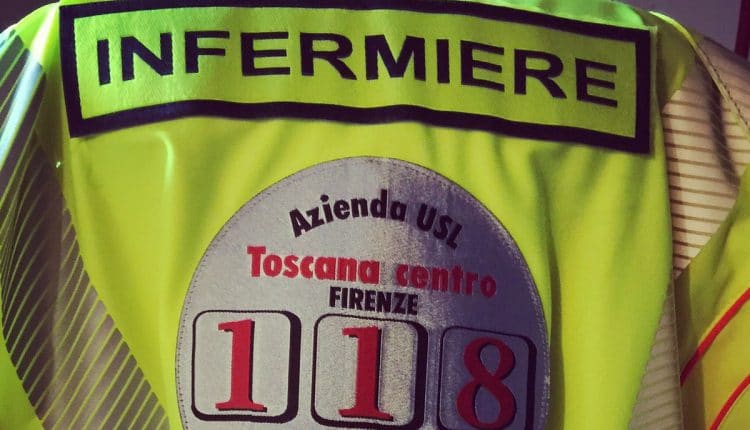 INFERMIERE
Azienda USL
Toscana centro
FIRENZE
118